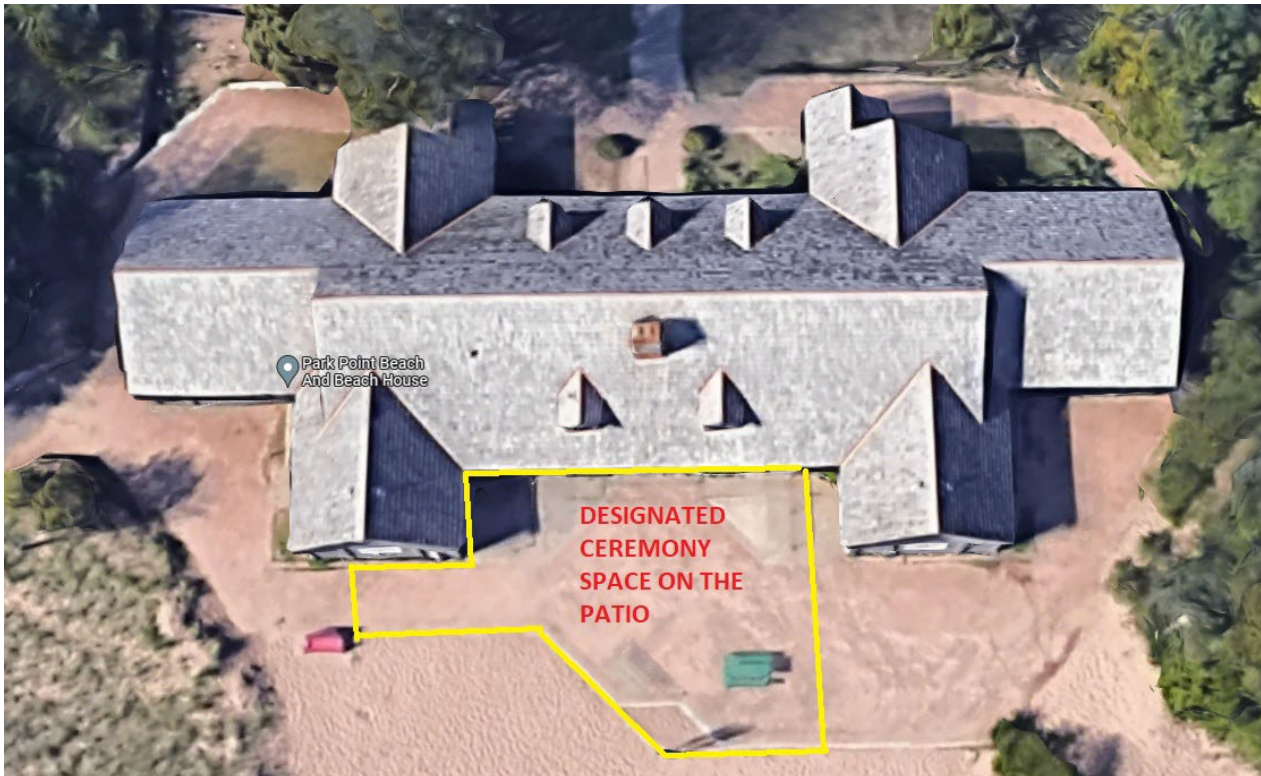 Park Point Beach
And Beach House
DESIGNATED
CEREMONY
SPACE ON THE
PATIO